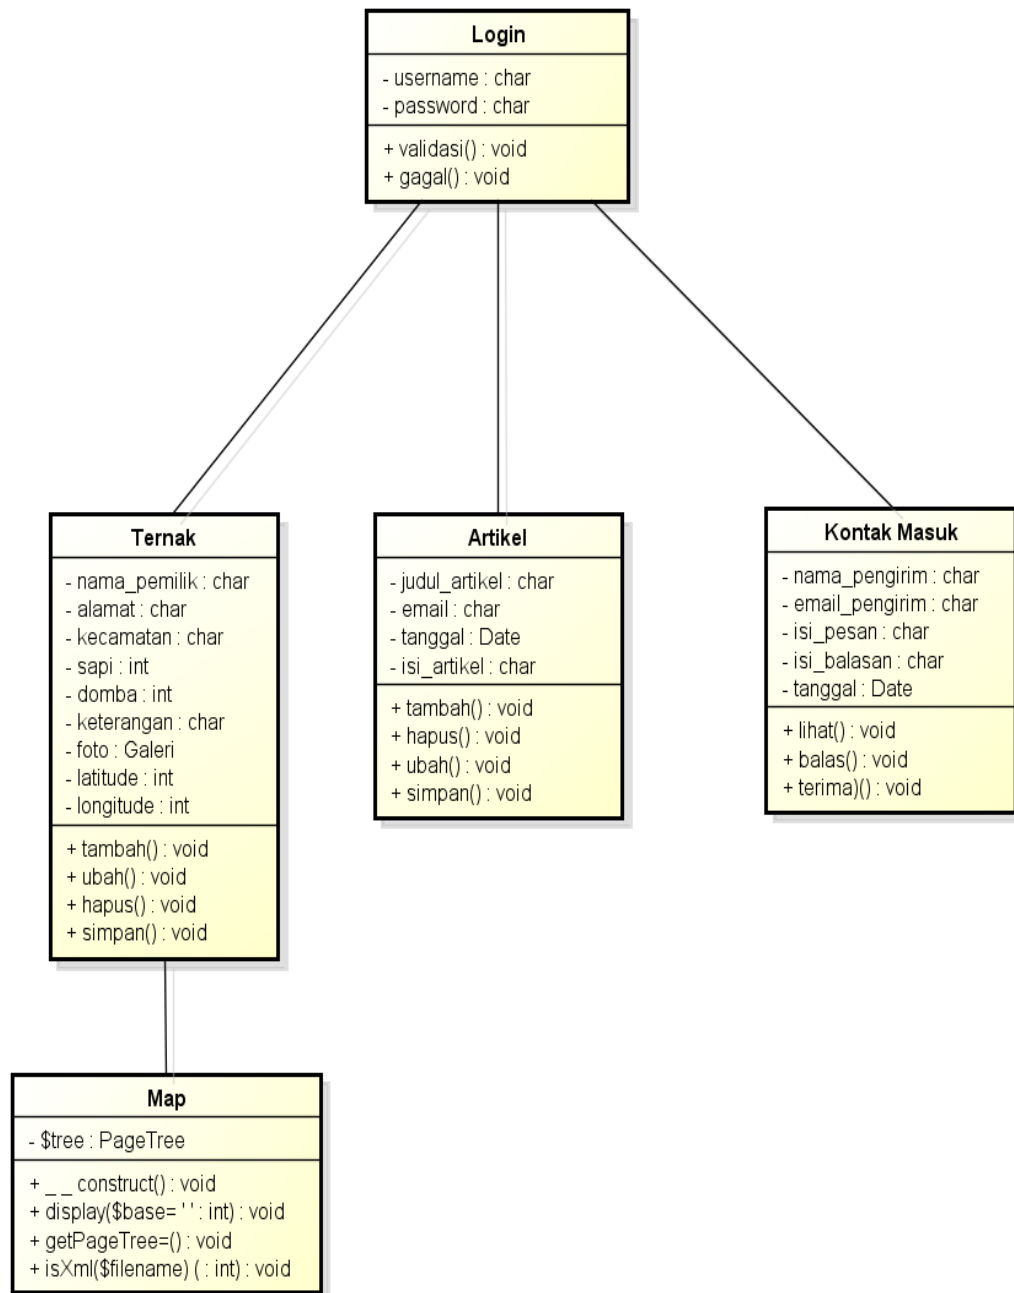 Login
- username : char
- password : char
+ validasi() : void
+ gagal() : void
Ternak
- nama_pemilik : char
- alamat : char
- kecamatan : char
- sapi : int
- domba : int
- keterangan : char
- foto : Galeri
- latitude : int
- longitude : int
+ tambah() : void
+ ubah() : void
+ hapus() : void
+ simpan() : void
Artikel
- judul_artikel : char
- email : char
- tanggal : Date
- isi_artikel : char
+ tambah() : void
+ hapus() : void
+ ubah() : void
+ simpan() : void
Kontak Masuk
- nama_pengirim : char
- email_pengirim : char
- isi_pesan : char
- isi_balasan : char
- tanggal : Date
+ lihat() : void
+ balas() : void
+ terima)() : void
Map
- $tree : PageTree
+ _ _ construct() : void
+ display($base= ' ' : int) : void
+ getPageTree=() : void
+ isXml($filename) ( : int) : void